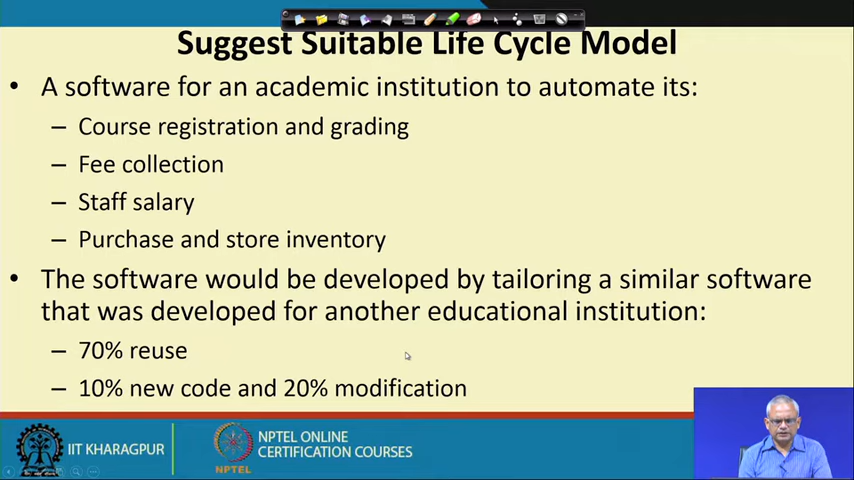 Suggest Suitable Life Cycle Model
• A software for an academic institution to automate its:
– Course registration and grading
– Fee collection
– Staff salary
– Purchase and store inventory
• The software would be developed by tailoring a similar software
that was developed for another educational institution:
– 70% reuse
– 10% new code and 20% modification
IIT KHARAGPUR
NPTEL
NPTEL ONLINE
CERTIFICATION COURSES